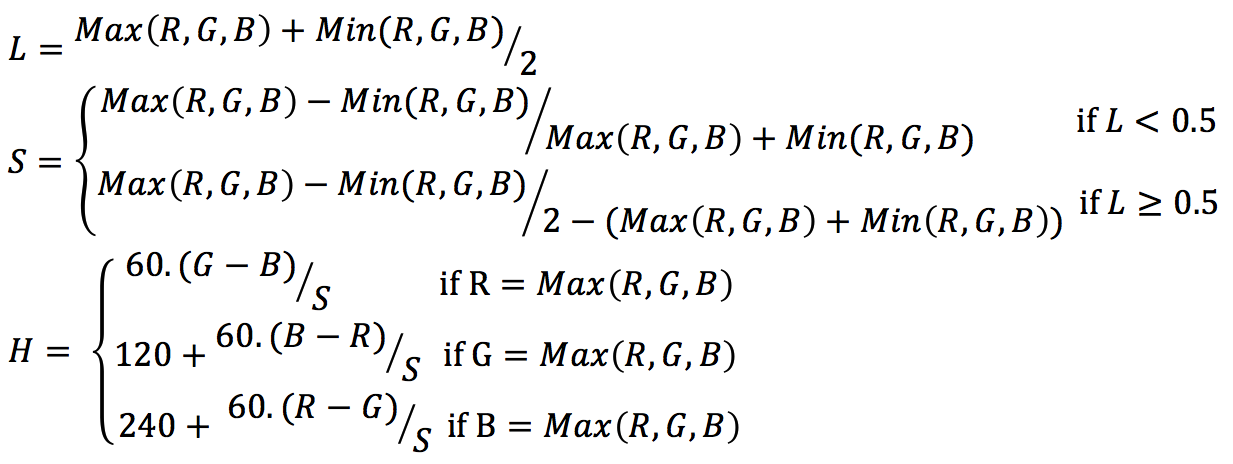 L = Max(R, G, B) + Min(R, G, B)/2
S = { Max(R, G, B) − Min(R, G, B)/Max(R, G, B) + Min(R, G, B) if L < 0.5
Max(R, G, B) − Min(R, G, B)/2 − (Max(R, G, B) + Min(R, G, B)) if L ≥ 0.5
H = { 60. (G − B)/S if R = Max(R, G, B)
120 + 60. (B − R)/S if G = Max(R, G, B)
240 + 60. (R − G)/S if B = Max(R, G, B)